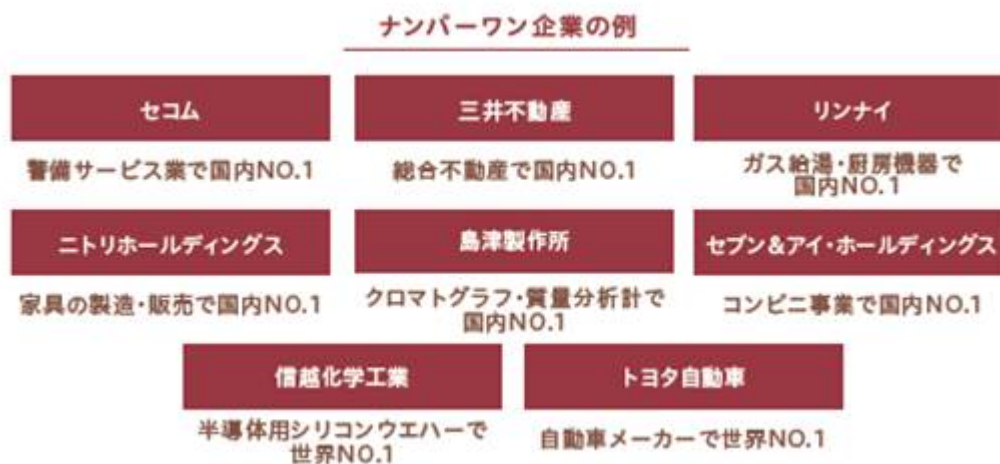 ナンバーワン企業の例
セコム
警備サービス業で国内NO.1
三井不動産
総合不動産で国内NO.1
リンナイ
ガス給湯・厨房機器で
国内NO.1
ニトリホールディングス
家具の製造・販売で国内NO.1
島津製作所
クロマトグラフ・質量分析計で
国内NO.1
セブン&アイ・ホールディングス
コンビニ事業で国内NO.1
信越化学工業
半導体用シリコンウエハーで
世界NO.1
トヨタ自動車
自動車メーカーで世界NO.1